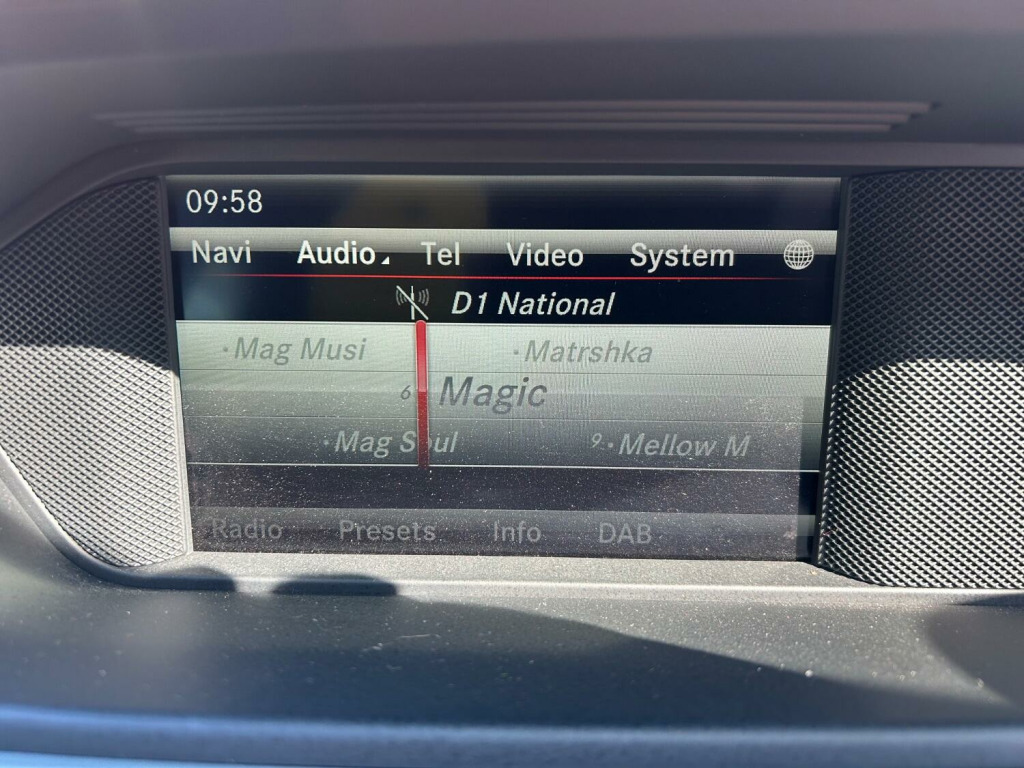 09:58
Navi Audio Tel Video System
D1 National
·Mag Musi ·Matrshka
6 Magic
·Mag Soul 9·Mellow M
Radio Presets Info DAB